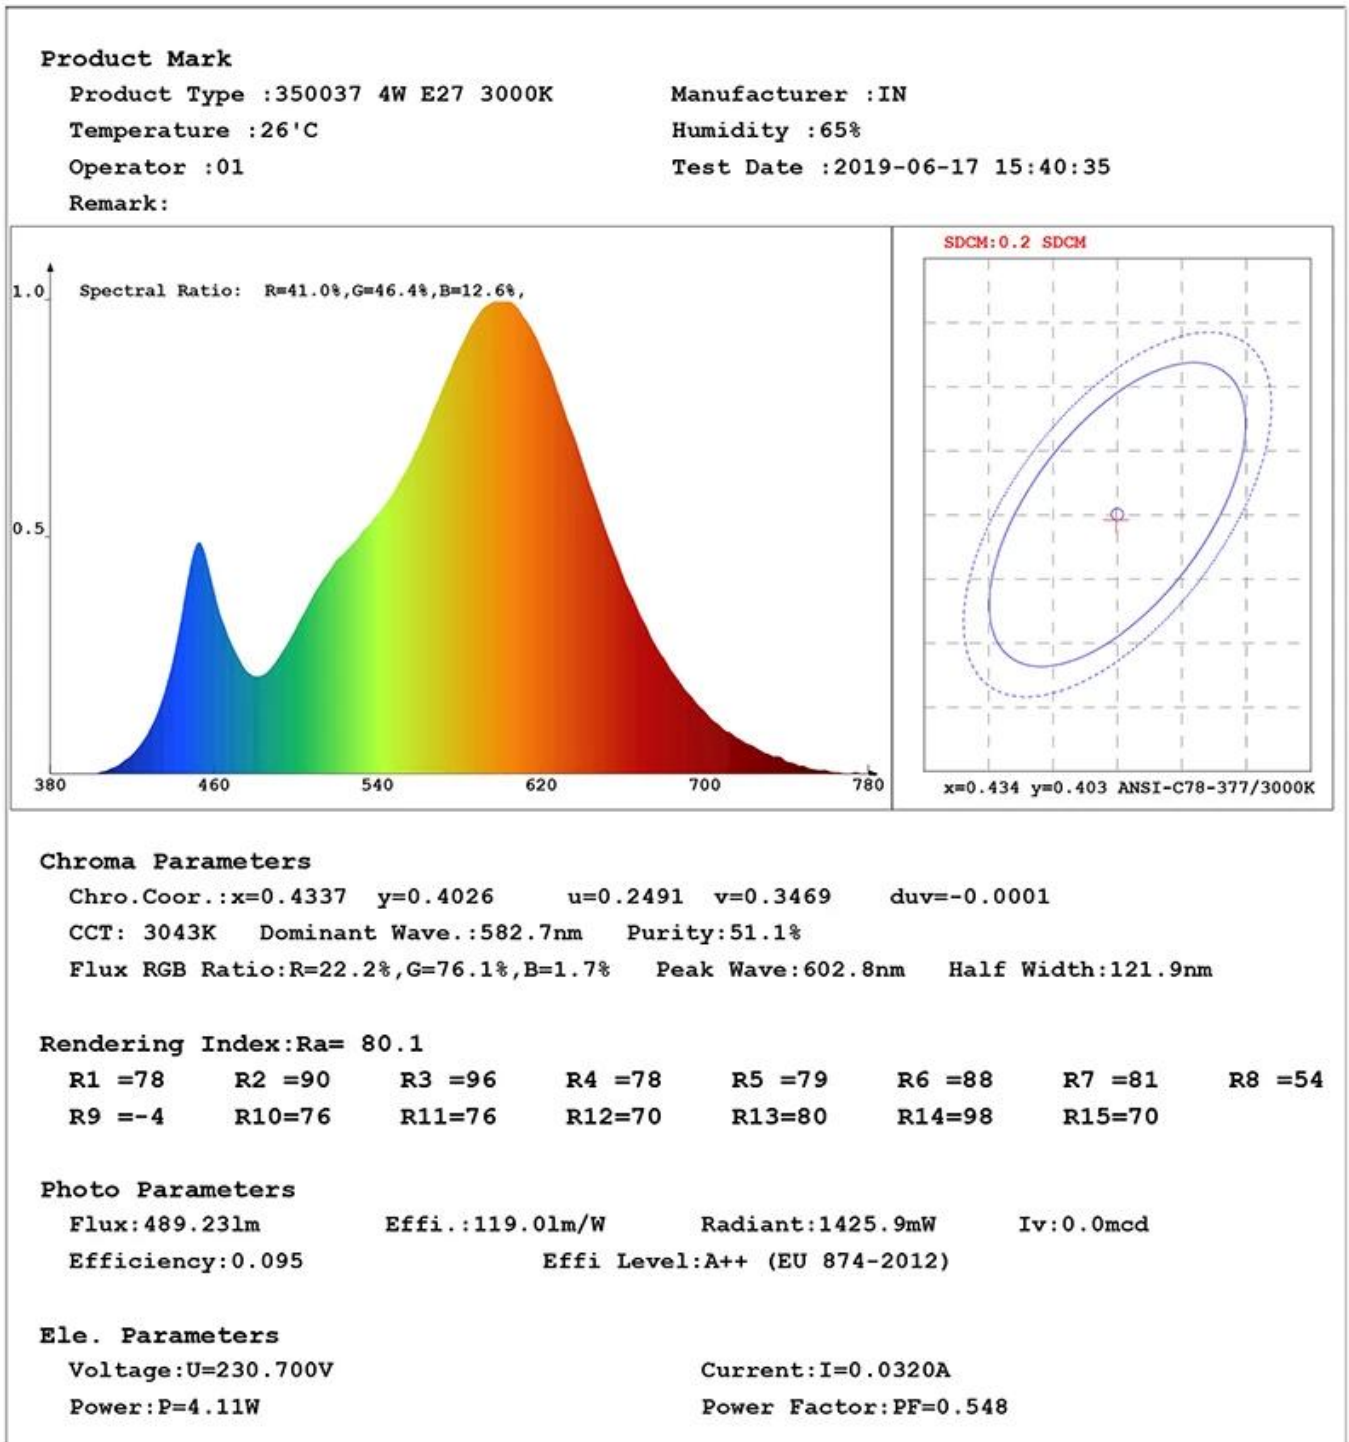 Product Mark
Product Type :350037 4W E27 3000K Manufacturer :IN
Temperature :26'C Humidity :65%
Operator :01 Test Date :2019-06-17 15:40:35
Remark:
SDCM:0.2 SDCM
1.0 Spectral Ratio: R=41.0%,G=46.4%,B=12.6%,
0.5
380 460 540 620 700 780
x=0.434 y=0.403 ANSI-C78-377/3000K
Chroma Parameters
Chro.Coor.:x=0.4337 y=0.4026 u=0.2491 v=0.3469 duv=-0.0001
CCT: 3043K Dominant Wave.:582.7nm Purity:51.1%
Flux RGB Ratio:R=22.2%,G=76.1%,B=1.7% Peak Wave:602.8nm Half Width:121.9nm
Rendering Index:Ra= 80.1
R1 =78 R2 =90 R3 =96 R4 =78 R5 =79 R6 =88 R7 =81 R8 =54
R9 =-4 R10=76 R11=76 R12=70 R13=80 R14=98 R15=70
Photo Parameters
Flux:489.23lm Effi.:119.0lm/W Radiant:1425.9mW Iv:0.0mcd
Efficiency:0.095 Effi Level:A++ (EU 874-2012)
Ele. Parameters
Voltage:U=230.700V Current:I=0.0320A
Power:P=4.11W Power Factor:PF=0.548